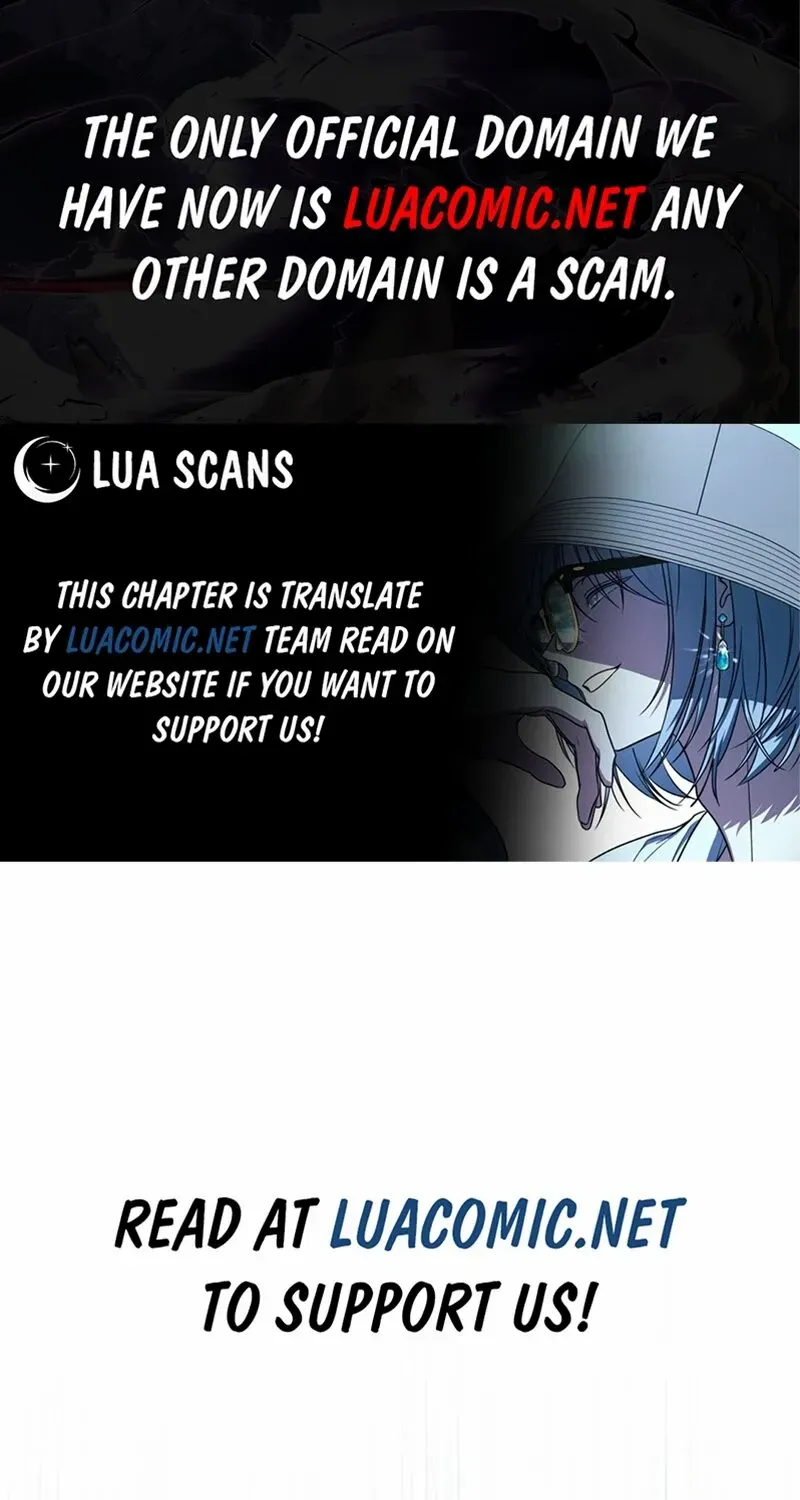 THE ONLY OFFICIAL DOMAIN WE
HAVE NOW IS LUACOMIC.NET ANY
OTHER DOMAIN IS A SCAM.
LUA SCANS
THIS CHAPTER IS TRANSLATE
BY LUACOMIC.NET TEAM READ ON
OUR WEBSITE IF YOU WANT TO
SUPPORT US!
READ AT LUACOMIC.NET
TO SUPPORT US!